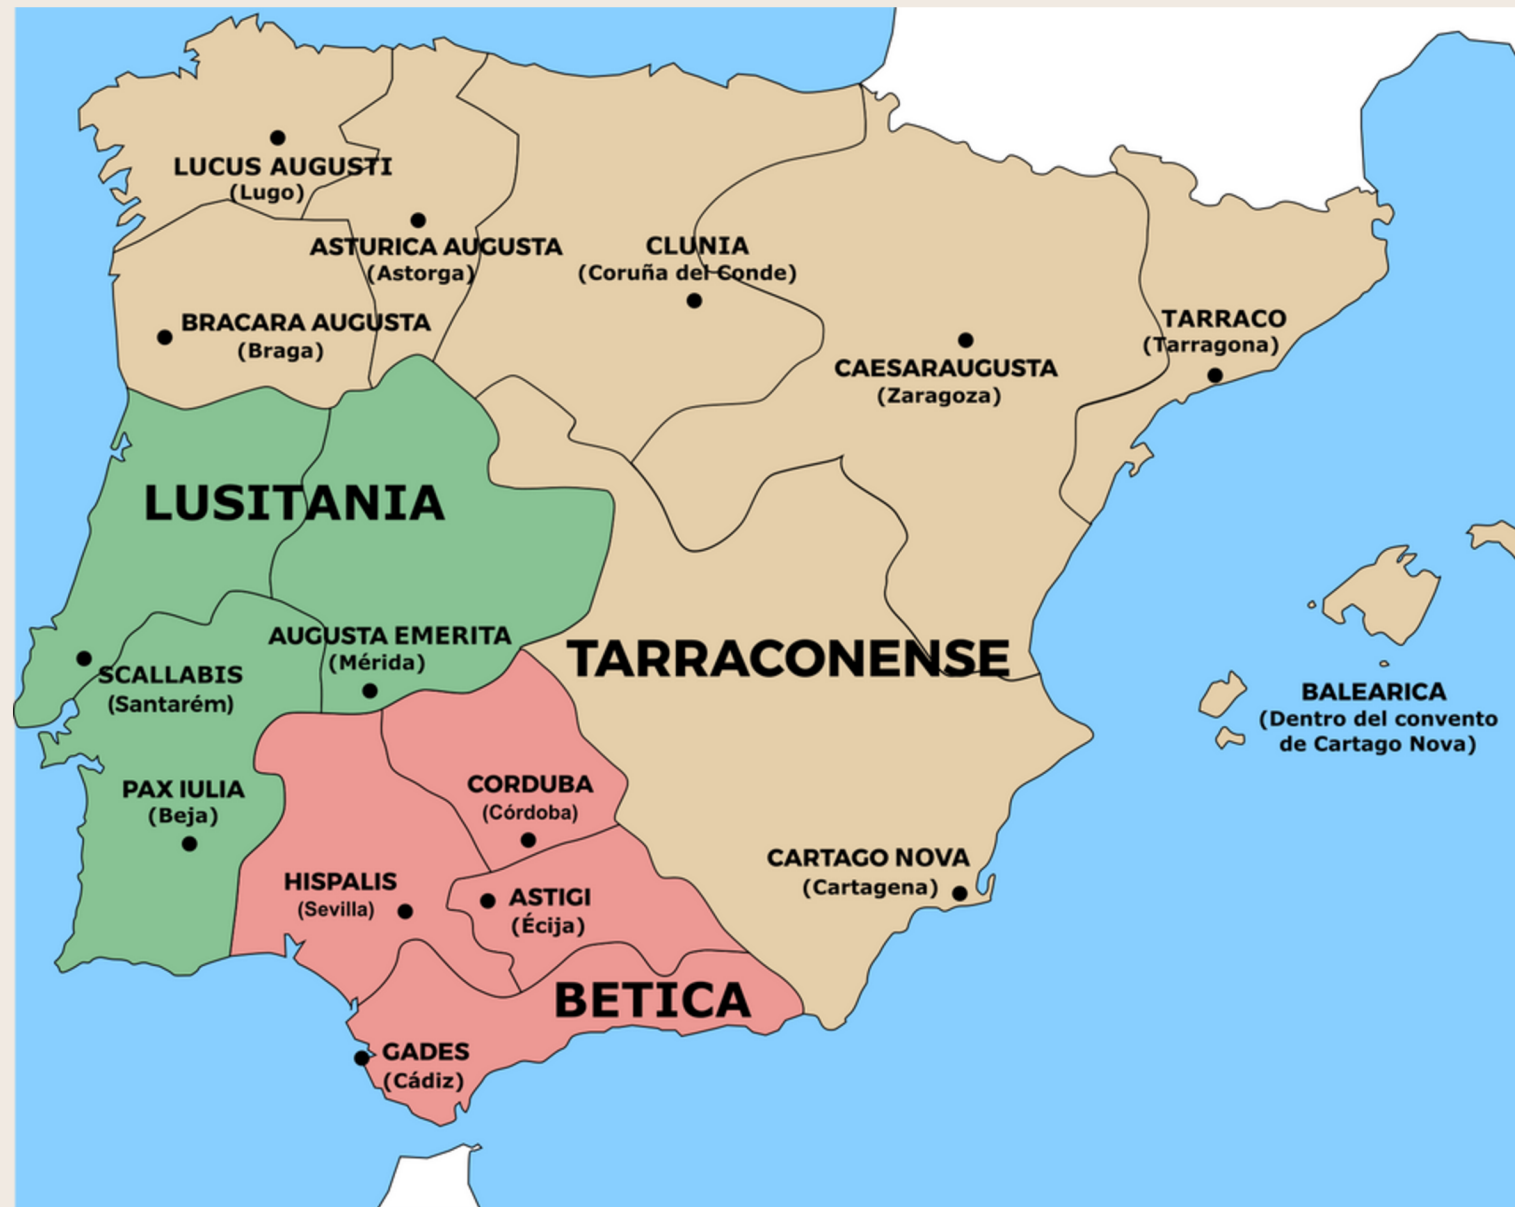 LUCUS AUGUSTI
(Lugo)
ASTURICA AUGUSTA
(Astorga)
CLUNIA
(Coruña del Conde)
BRACARA AUGUSTA
(Braga)
CAESARAUGUSTA
(Zaragoza)
TARRACO
(Tarragona)
LUSITANIA
AUGUSTA EMERITA
(Mérida)
SCALLABIS
(Santarém)
TARRACONENSE
BALEARICA
(Dentro del convento
de Cartago Nova)
PAX IULIA
(Beja)
CORDUBA
(Córdoba)
CARTAGO NOVA
(Cartagena)
HISPALIS
(Sevilla)
ASTIGI
(Écija)
BETICA
GADES
(Cádiz)